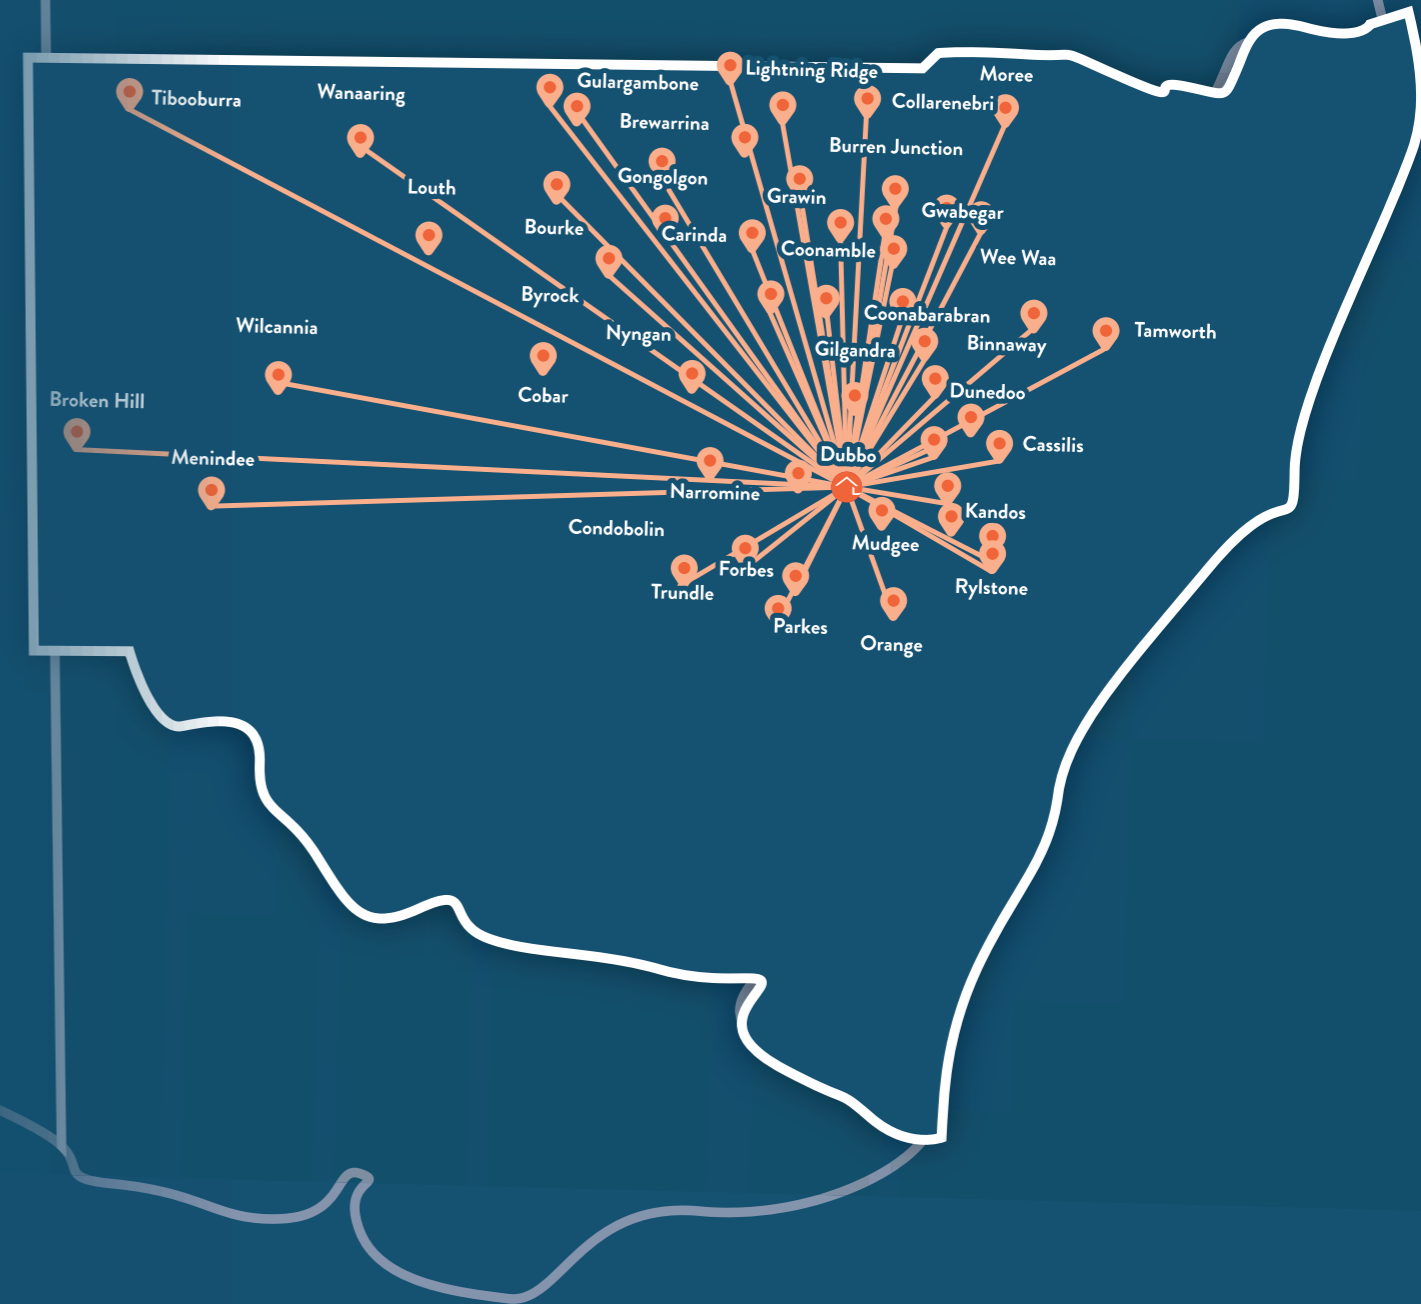 Lightning Ridge
Moree
Gulargambone
Tibooburra
Wanaaring
Collarenebri
Brewarrina
Burren Junction
Gongolgon
Louth
Grawin
Gwabegar
Bourke
Carinda
Coonamble
Wee Waa
Byrock
Coonabarabran
Wilcannia
Nyngan
Tamworth
Binnaway
Gilgandra
Dunedoo
Cobar
Broken Hill
Cassilis
Dubbo
Menindee
Narromine
Kandos
Condobolin
Mudgee
Forbes
Rylstone
Trundle
Parkes
Orange